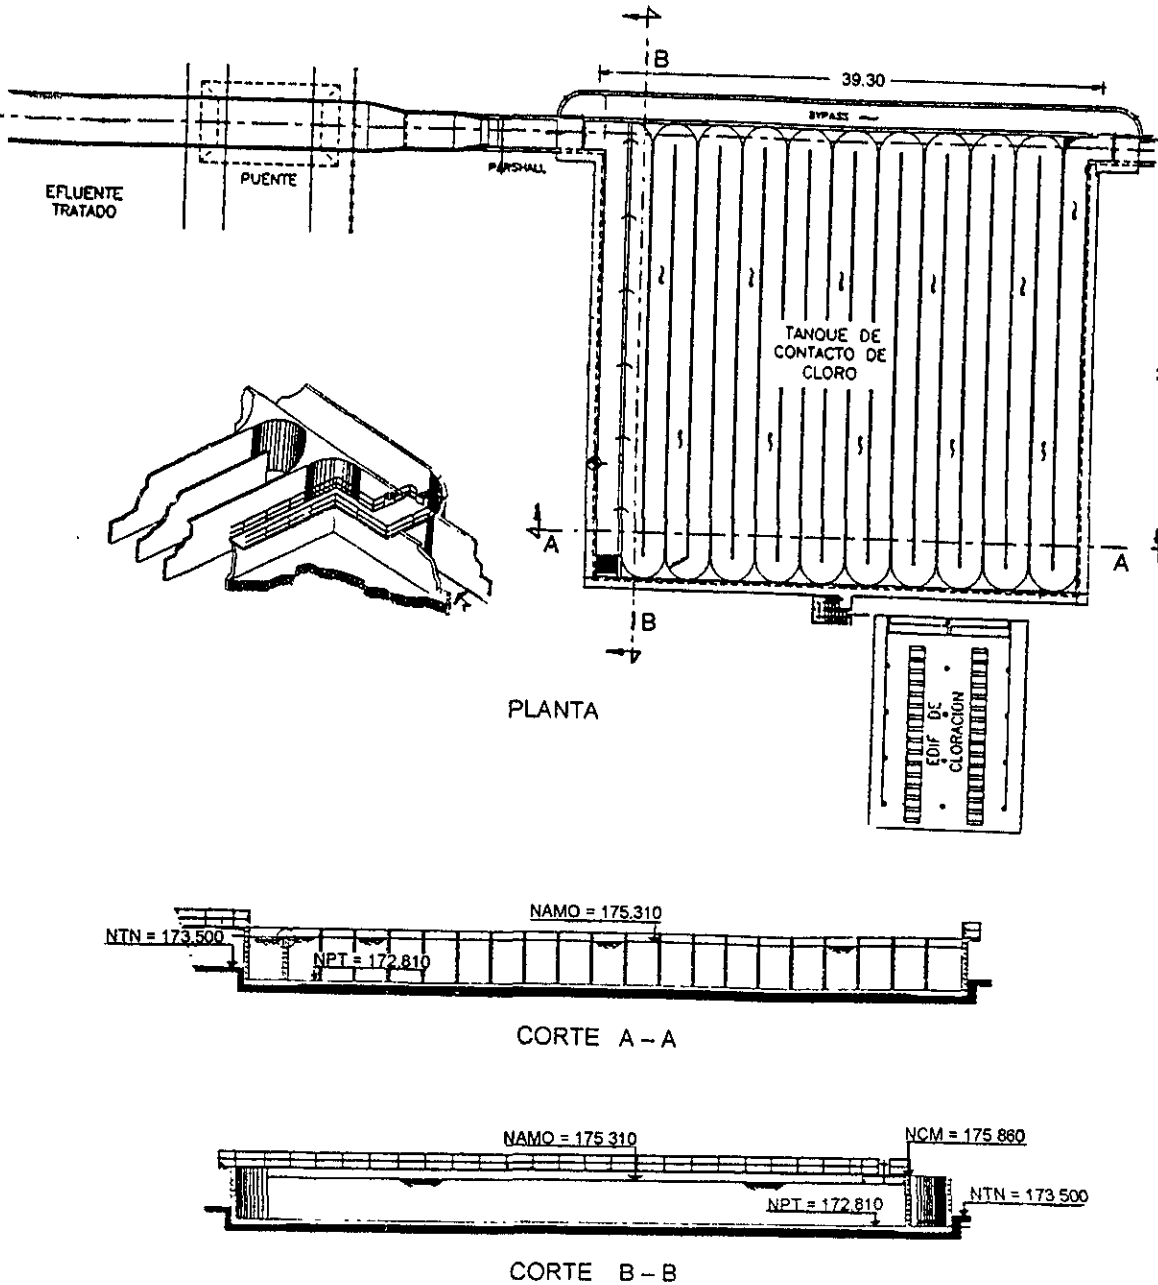 B
39.30
BYPASS
PUENTE
PARSHALL
EFLUENTE
TRATADO
TANQUE DE
CONTACTO DE
CLORO
A
A
B
PLANTA
EDIF DE
CLORACION
NAMO = 175.310
NTN = 173.500
NPT = 172.810
CORTE A - A
NAMO = 175 310
NCM = 175 860
NPT = 172.810
NTN = 173 500
CORTE B - B